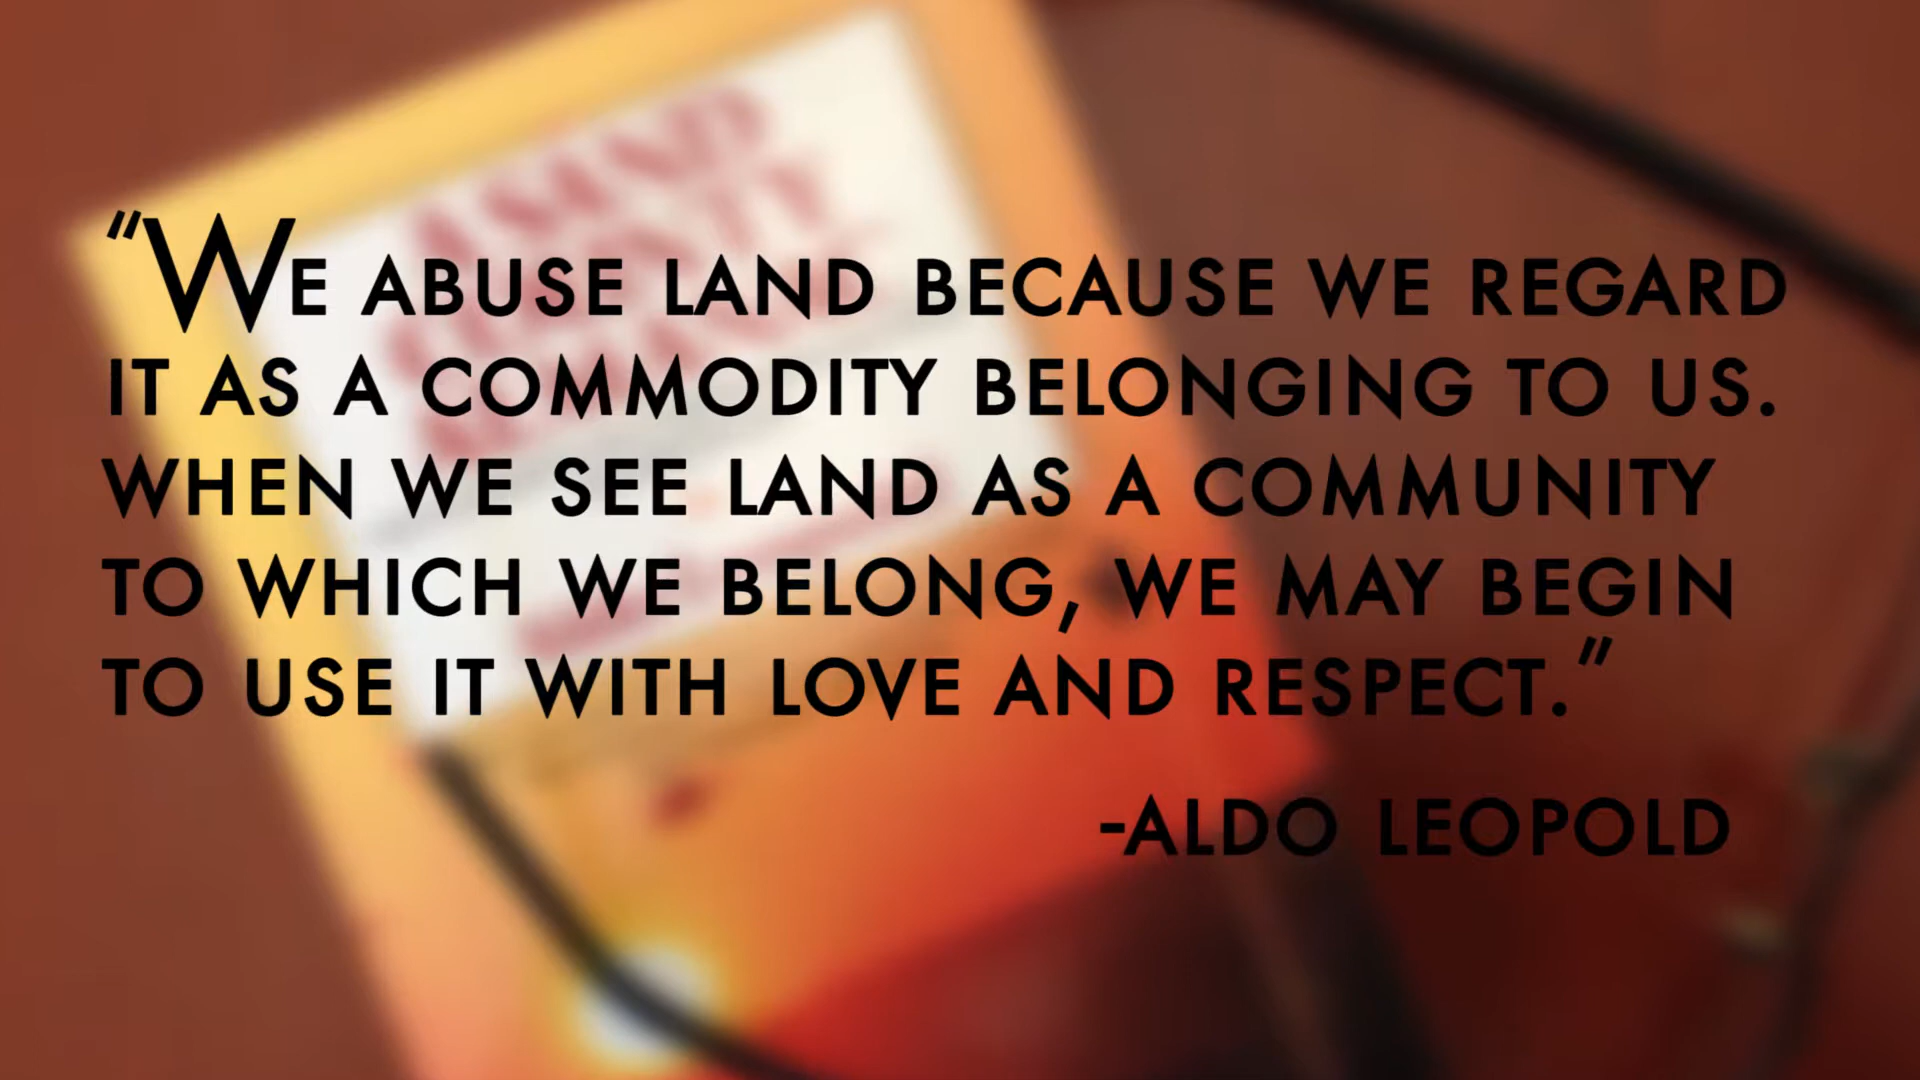 “We abuse land because we regard
it as a commodity belonging to us.
When we see land as a community
to which we belong, we may begin
to use it with love and respect.”
-Aldo Leopold